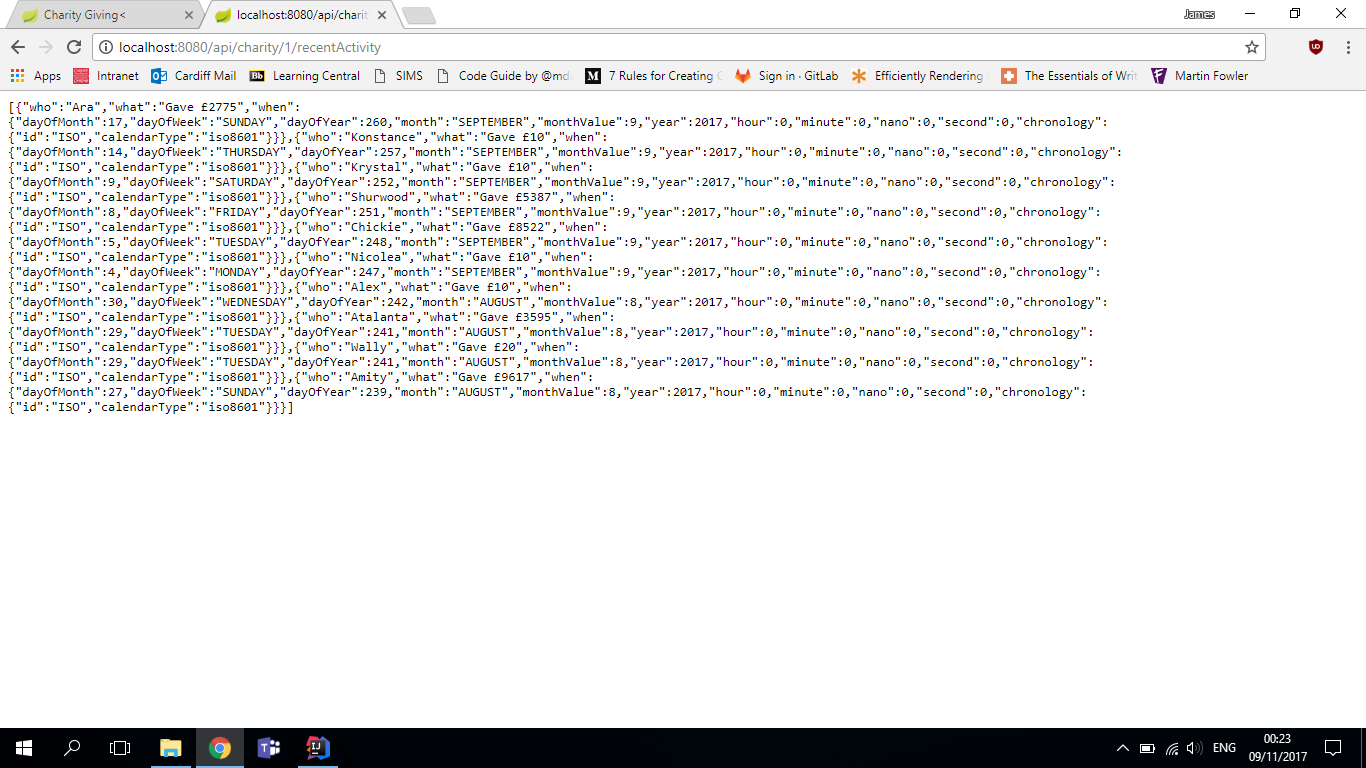 Charity Giving<
localhost:8080/api/charit
James
localhost:8080/api/charity/1/recentActivity
Apps Intranet Cardiff Mail Bb Learning Central SIMS Code Guide by @md M 7 Rules for Creating Sign in · GitLab Efficiently Rendering The Essentials of Writ Martin Fowler
[{"who":"Ara","what":"Gave £2775","when":
{"dayOfMonth":17,"dayOfWeek":"SUNDAY","dayOfYear":260,"month":"SEPTEMBER","monthValue":9,"year":2017,"hour":0,"minute":0,"nano":0,"second":0,"chronology":
{"id":"ISO","calendarType":"iso8601"}}},{"who":"Konstance","what":"Gave £10","when":
{"dayOfMonth":14,"dayOfWeek":"THURSDAY","dayOfYear":257,"month":"SEPTEMBER","monthValue":9,"year":2017,"hour":0,"minute":0,"nano":0,"second":0,"chronology":
{"id":"ISO","calendarType":"iso8601"}}},{"who":"Krystal","what":"Gave £10","when":
{"dayOfMonth":9,"dayOfWeek":"SATURDAY","dayOfYear":252,"month":"SEPTEMBER","monthValue":9,"year":2017,"hour":0,"minute":0,"nano":0,"second":0,"chronology":
{"id":"ISO","calendarType":"iso8601"}}},{"who":"Shurwood","what":"Gave £5387","when":
{"dayOfMonth":8,"dayOfWeek":"FRIDAY","dayOfYear":251,"month":"SEPTEMBER","monthValue":9,"year":2017,"hour":0,"minute":0,"nano":0,"second":0,"chronology":
{"id":"ISO","calendarType":"iso8601"}}},{"who":"Chickie","what":"Gave £8522","when":
{"dayOfMonth":5,"dayOfWeek":"TUESDAY","dayOfYear":248,"month":"SEPTEMBER","monthValue":9,"year":2017,"hour":0,"minute":0,"nano":0,"second":0,"chronology":
{"id":"ISO","calendarType":"iso8601"}}},{"who":"Nicolea","what":"Gave £10","when":
{"dayOfMonth":4,"dayOfWeek":"MONDAY","dayOfYear":247,"month":"SEPTEMBER","monthValue":9,"year":2017,"hour":0,"minute":0,"nano":0,"second":0,"chronology":
{"id":"ISO","calendarType":"iso8601"}}},{"who":"Alex","what":"Gave £10","when":
{"dayOfMonth":30,"dayOfWeek":"WEDNESDAY","dayOfYear":242,"month":"AUGUST","monthValue":8,"year":2017,"hour":0,"minute":0,"nano":0,"second":0,"chronology":
{"id":"ISO","calendarType":"iso8601"}}},{"who":"Atalanta","what":"Gave £3595","when":
{"dayOfMonth":29,"dayOfWeek":"TUESDAY","dayOfYear":241,"month":"AUGUST","monthValue":8,"year":2017,"hour":0,"minute":0,"nano":0,"second":0,"chronology":
{"id":"ISO","calendarType":"iso8601"}}},{"who":"Wally","what":"Gave £20","when":
{"dayOfMonth":29,"dayOfWeek":"TUESDAY","dayOfYear":241,"month":"AUGUST","monthValue":8,"year":2017,"hour":0,"minute":0,"nano":0,"second":0,"chronology":
{"id":"ISO","calendarType":"iso8601"}}},{"who":"Amity","what":"Gave £9617","when":
{"dayOfMonth":27,"dayOfWeek":"SUNDAY","dayOfYear":239,"month":"AUGUST","monthValue":8,"year":2017,"hour":0,"minute":0,"nano":0,"second":0,"chronology":
{"id":"ISO","calendarType":"iso8601"}}}]
ENG
00:23
09/11/2017